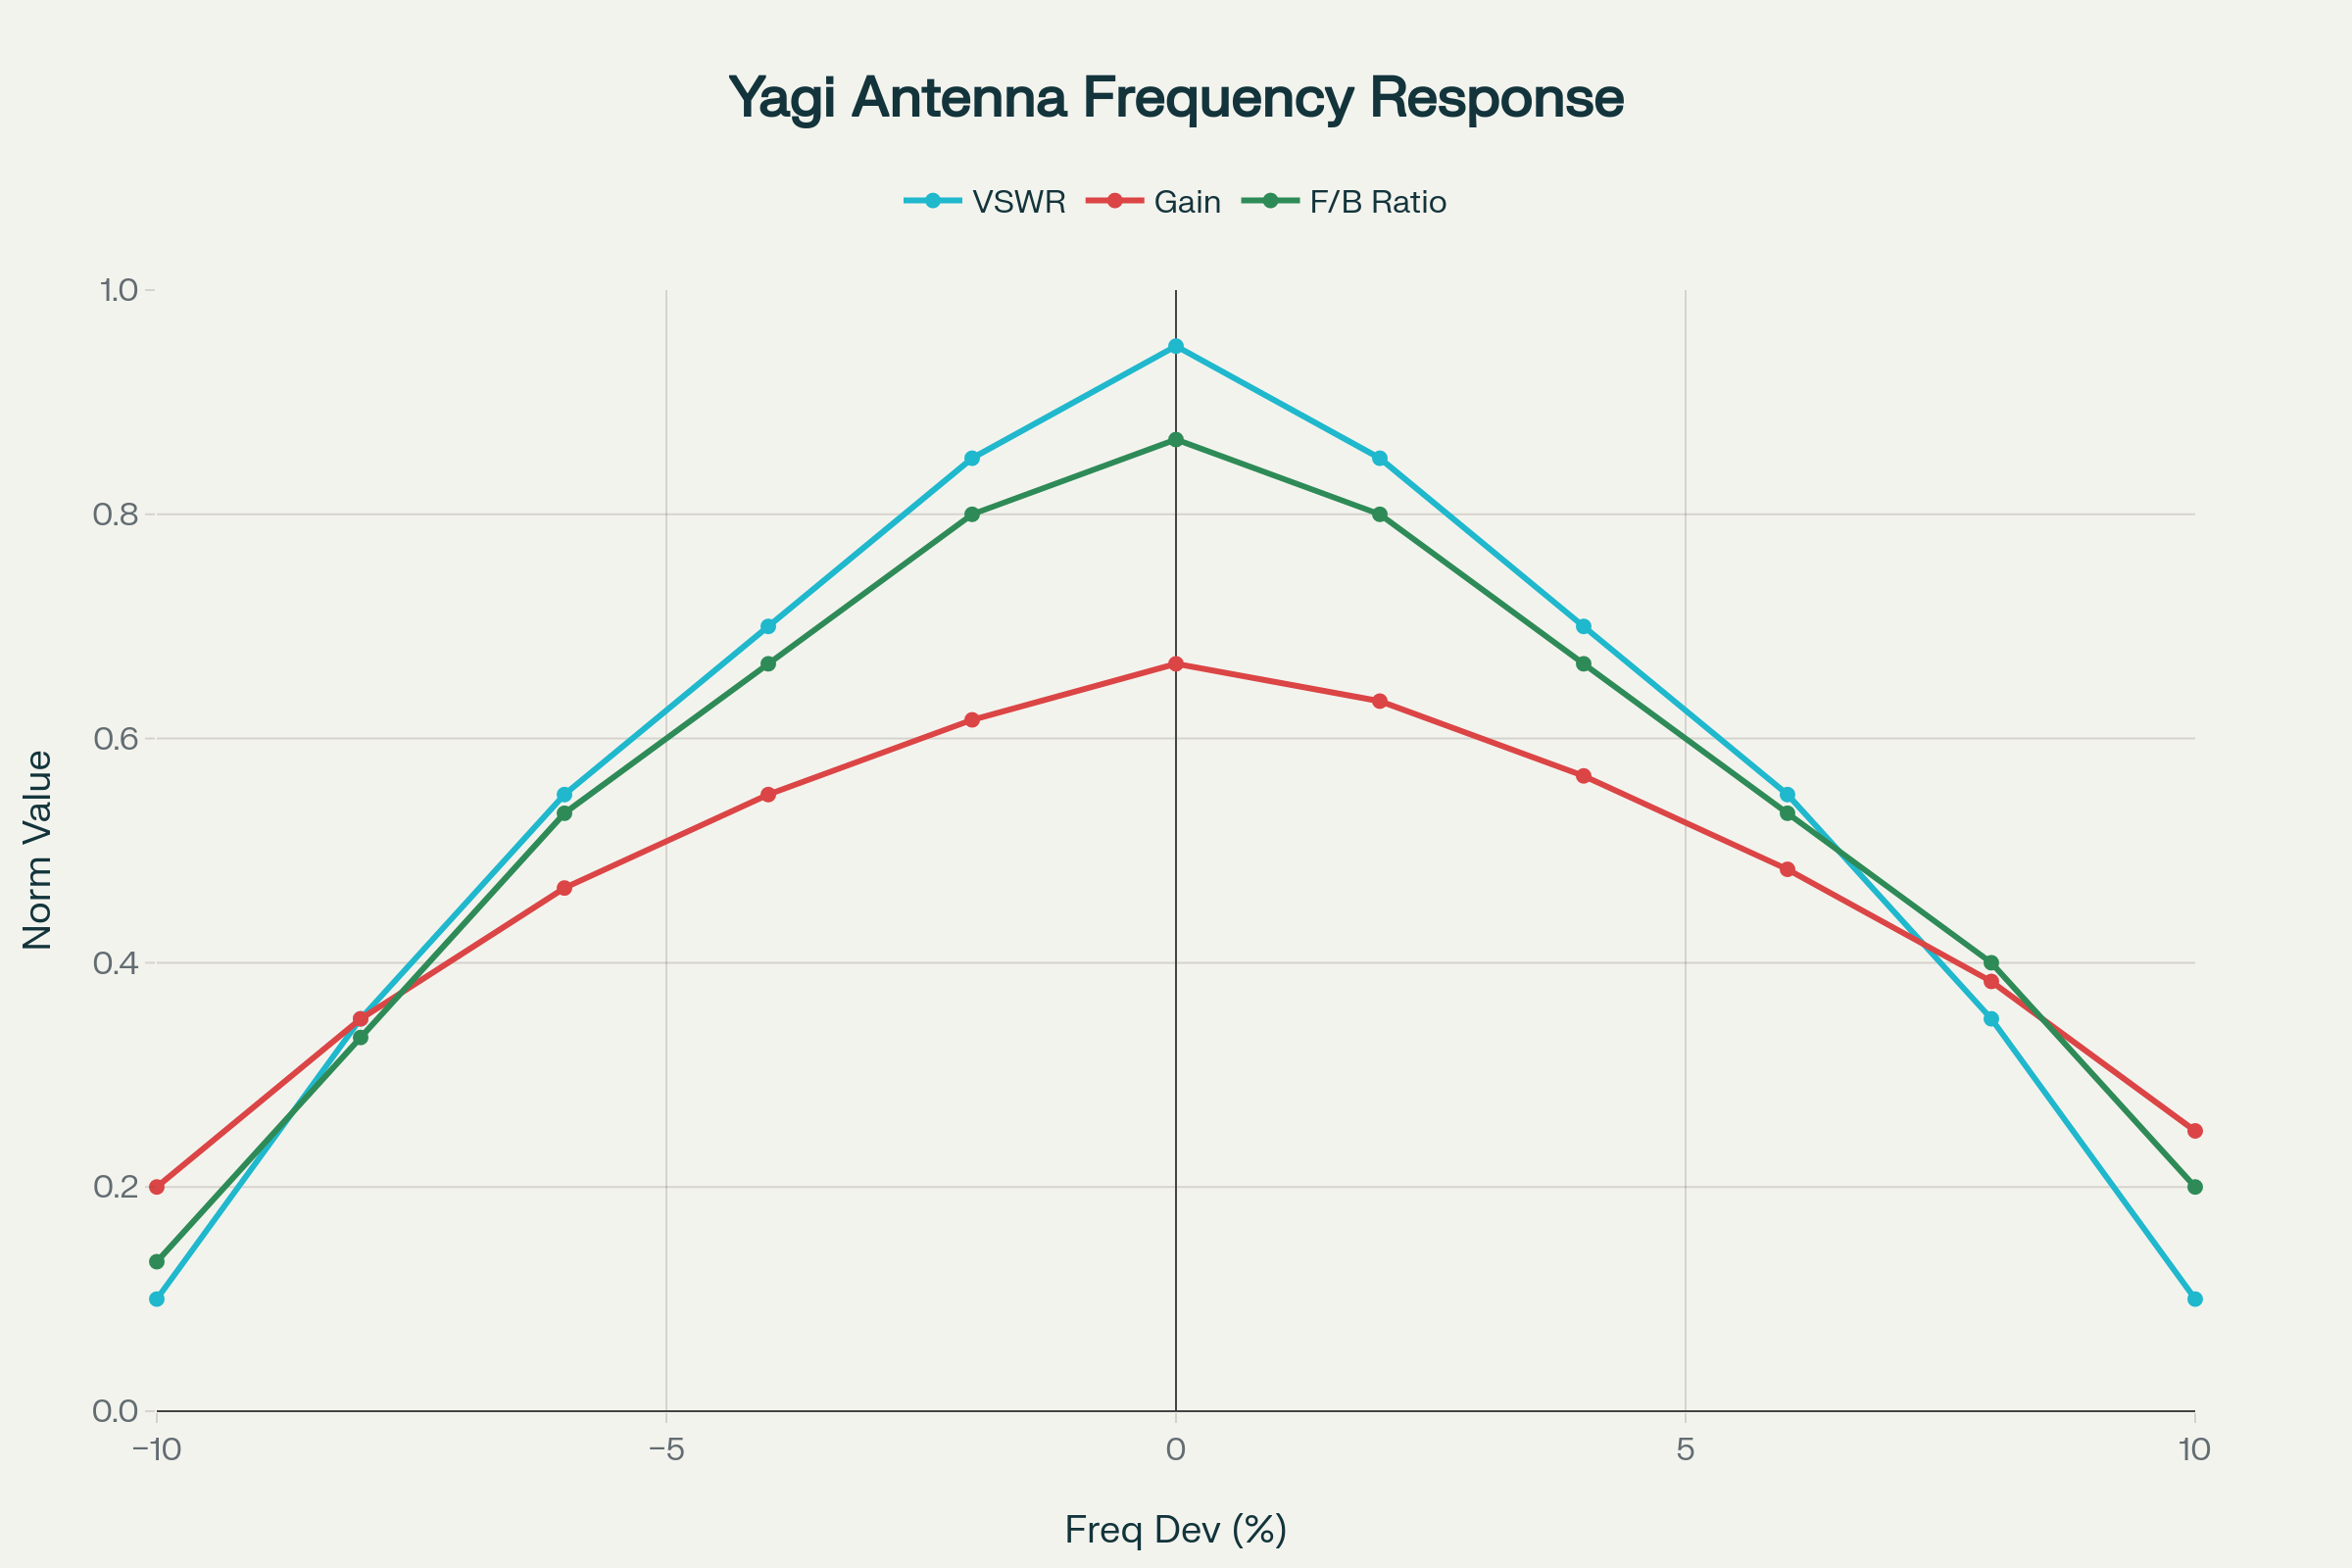 Yagi Antenna Frequency Response
VSWR Gain F/B Ratio
1.0
0.8
0.6
0.4
0.2
0.0
Norm Value
−10 −5 0 5 10
Freq Dev (%)